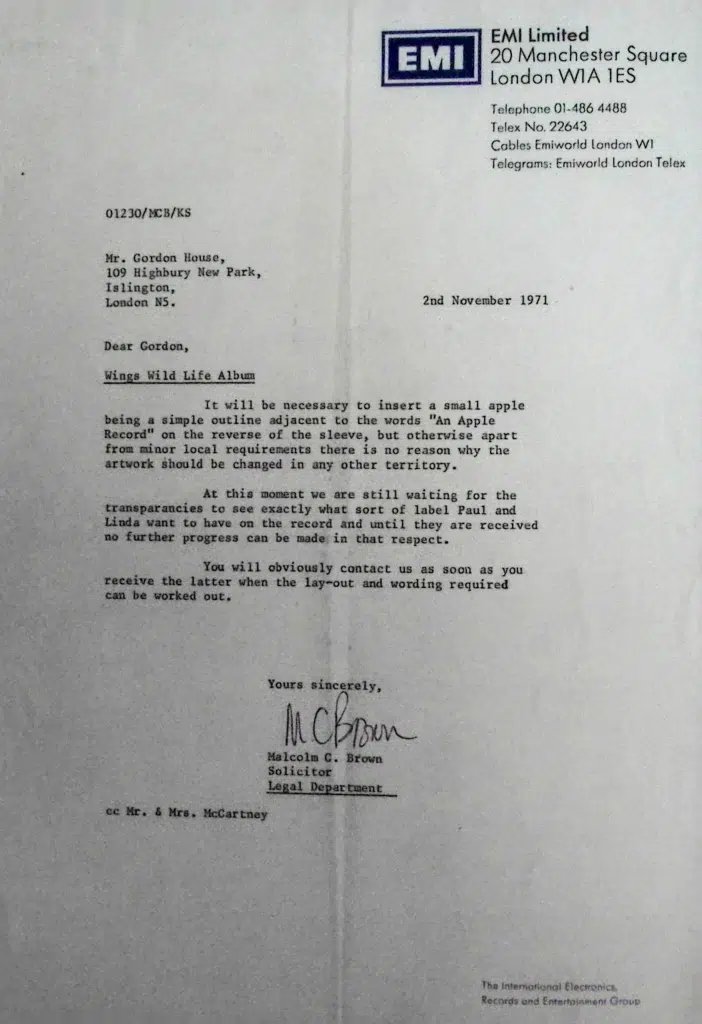 EMI
EMI Limited
20 Manchester Square
London W1A 1ES
Telephone 01-486 4488
Telex No. 22643
Cables Emiworld London W1
Telegrams: Emiworld London Telex
01230/MCB/KS
Mr. Gordon House,
109 Highbury New Park,
Islington,
London N5.
2nd November 1971
Dear Gordon,
Wings Wild Life Album
It will be necessary to insert a small apple
being a simple outline adjacent to the words "An Apple
Record" on the reverse of the sleeve, but otherwise apart
from minor local requirements there is no reason why the
artwork should be changed in any other territory.
At this moment we are still waiting for the
transparancies to see exactly what sort of label Paul and
Linda want to have on the record and until they are received
no further progress can be made in that respect.
You will obviously contact us as soon as you
receive the latter when the lay-out and wording required
can be worked out.
Yours sincerely,
M C Brown
Malcolm C. Brown
Solicitor
Legal Department
cc Mr. & Mrs. McCartney
The International Electronics,
Records and Entertainment Group